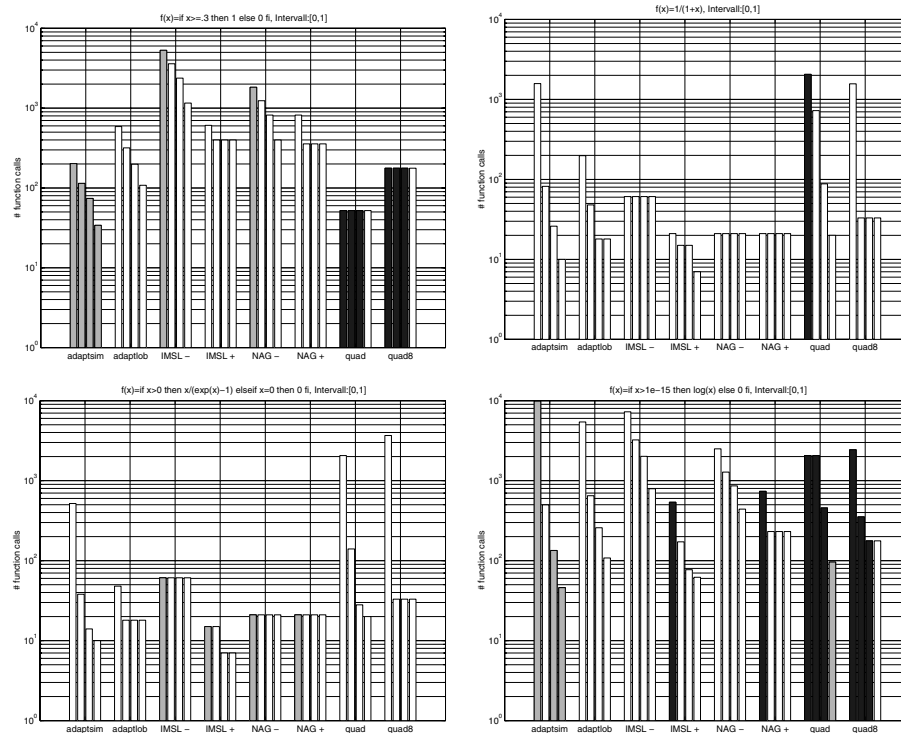 f(x)=if x>=.3 then 1 else 0 fi, Intervall:[0,1]
10^4
10^3
10^2
10^1
10^0
# function calls
adaptsim adaptlob IMSL − IMSL + NAG − NAG + quad quad8
f(x)=1/(1+x), Intervall:[0,1]
10^4
10^3
10^2
10^1
10^0
# function calls
adaptsim adaptlob IMSL − IMSL + NAG − NAG + quad quad8
f(x)=if x>0 then x/(exp(x)−1) elseif x=0 then 0 fi, Intervall:[0,1]
10^4
10^3
10^2
10^1
10^0
# function calls
adaptsim adaptlob IMSL − IMSL + NAG − NAG + quad quad8
f(x)=if x>1e−15 then log(x) else 0 fi, Intervall:[0,1]
10^4
10^3
10^2
10^1
10^0
# function calls
adaptsim adaptlob IMSL − IMSL + NAG − NAG + quad quad8